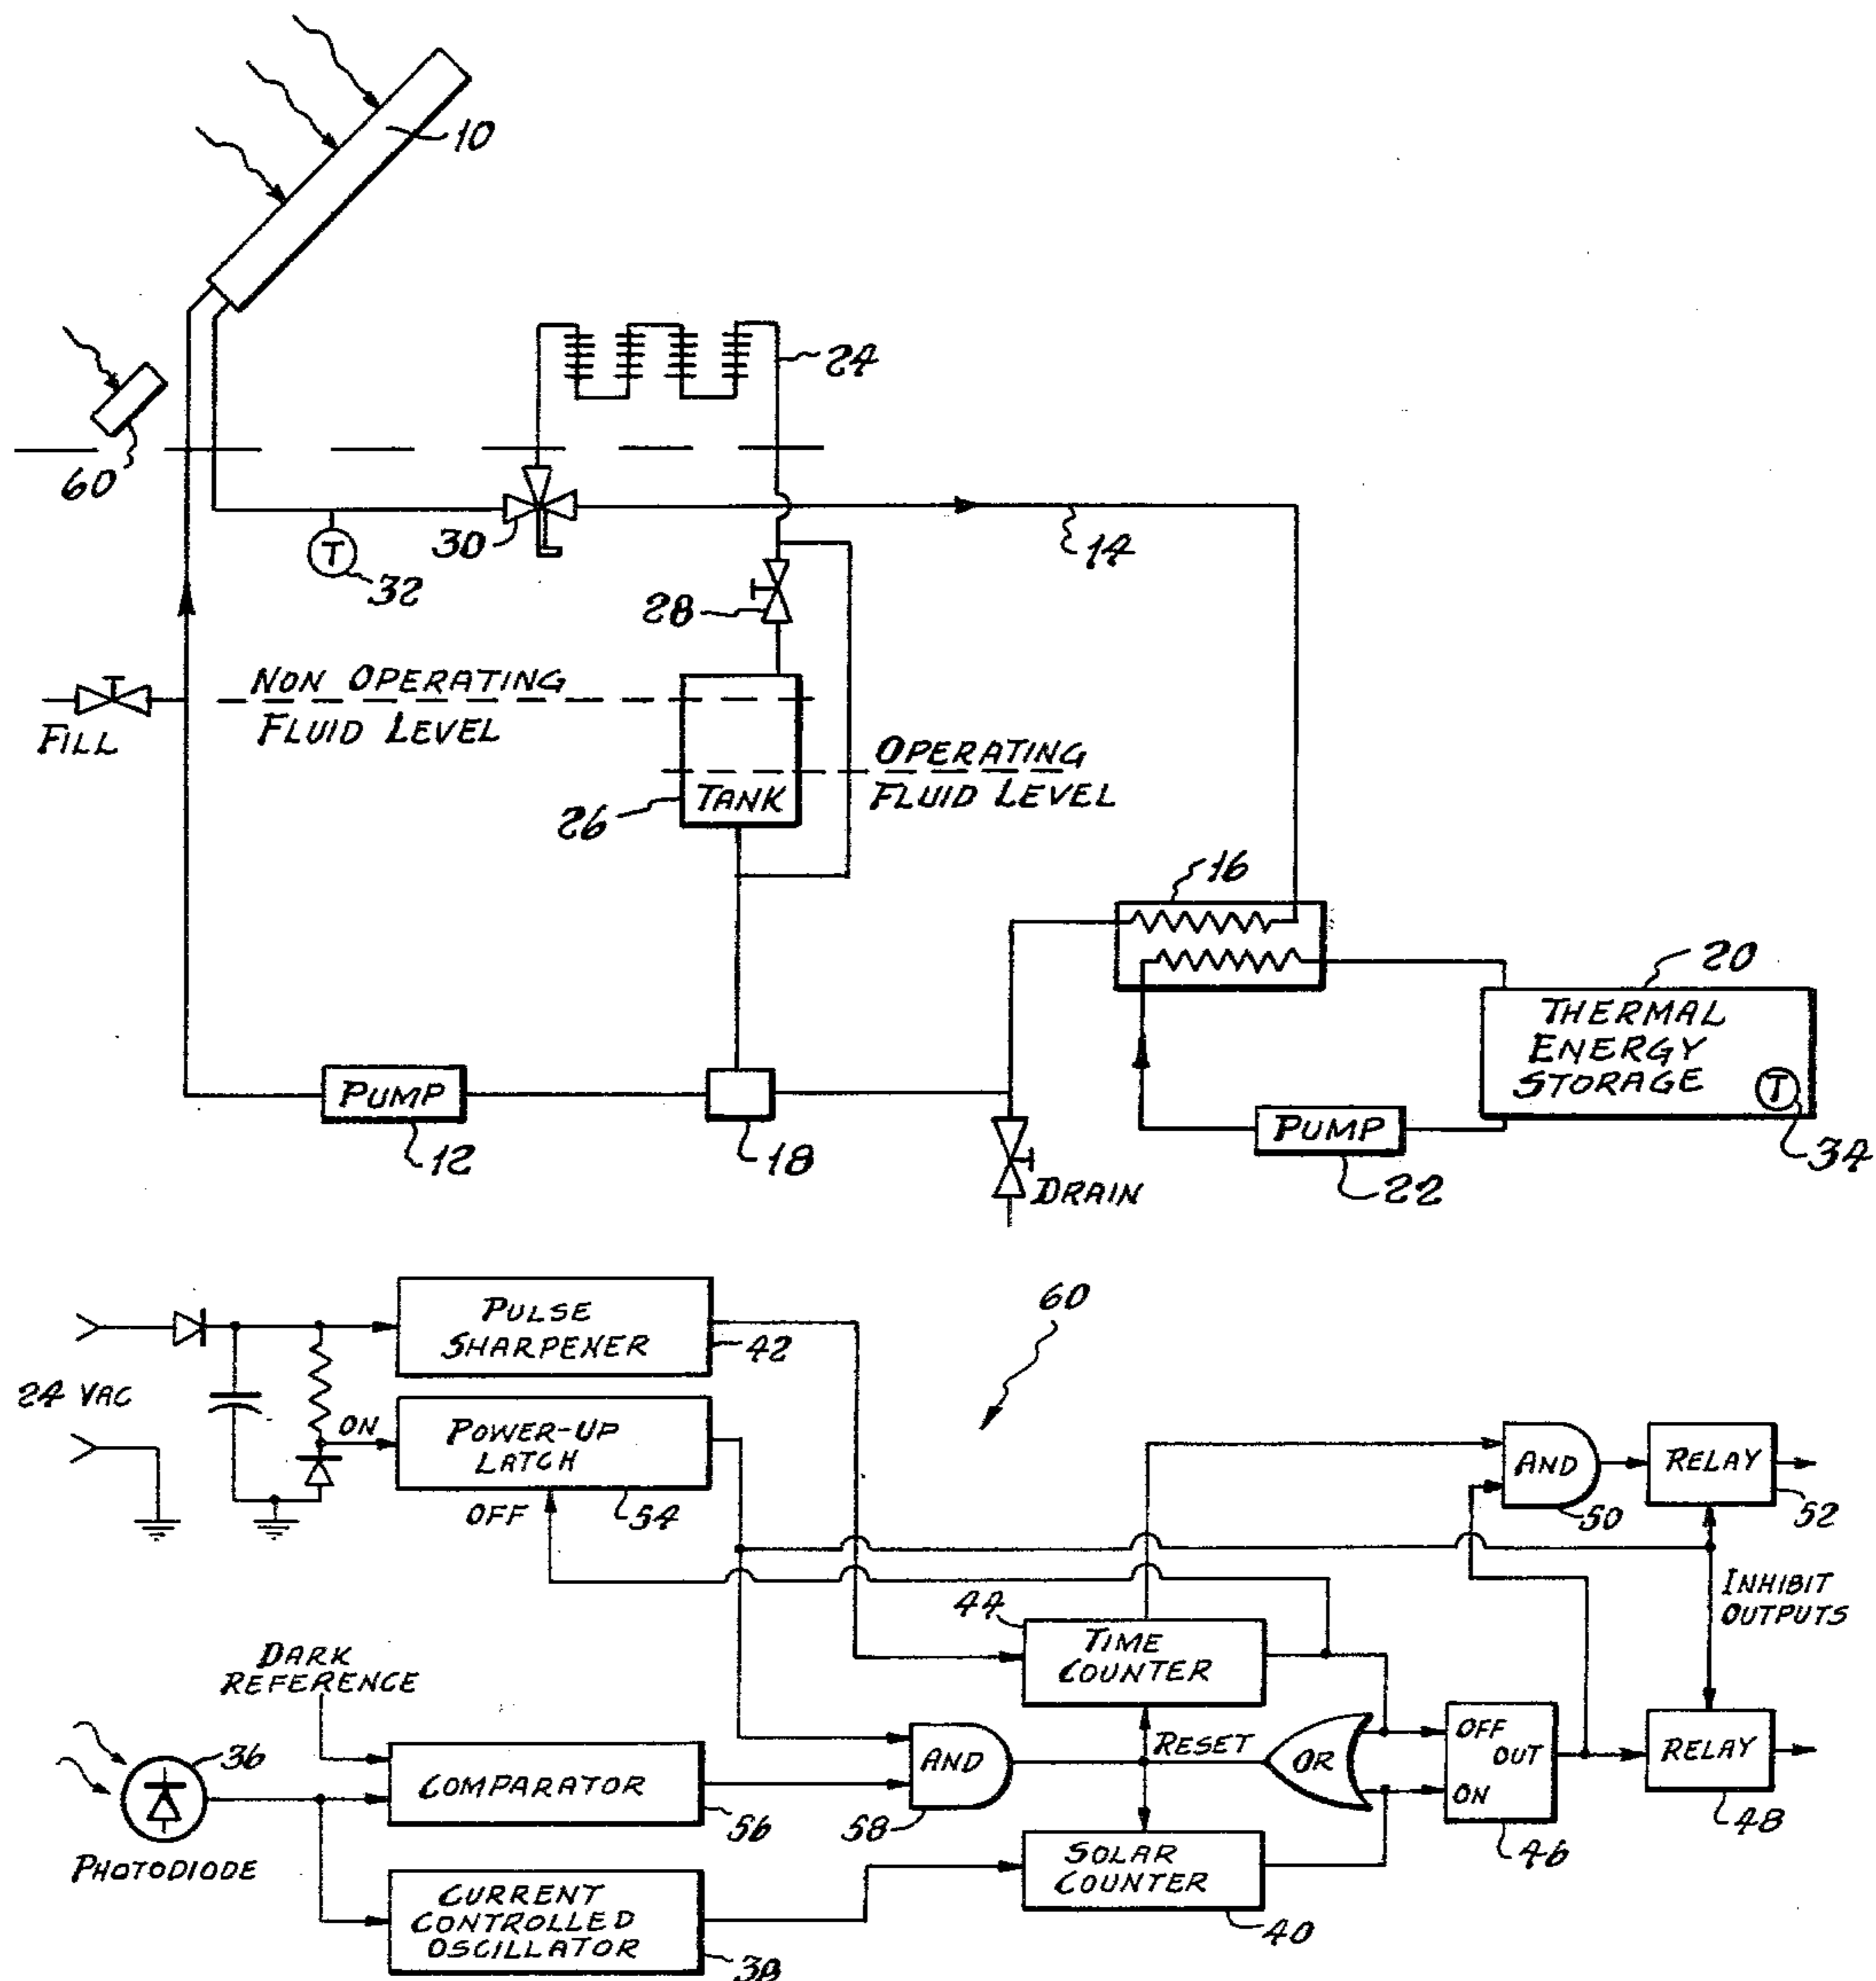 10
24
60
30
14
T
32
28
NON OPERATING
FLUID LEVEL
FILL
OPERATING
FLUID LEVEL
TANK
26
16
20
THERMAL
ENERGY
STORAGE
T
PUMP
12
18
PUMP
22
34
DRAIN
60
PULSE
SHARPENER
42
24 VAC
ON
POWER-UP
LATCH
OFF
54
AND
50
RELAY
52
INHIBIT
OUTPUTS
44
TIME
COUNTER
DARK
REFERENCE
36
COMPARATOR
56
AND
58
RESET
OR
OFF
OUT
ON
46
RELAY
48
PHOTODIODE
CURRENT
CONTROLLED
OSCILLATOR
38
SOLAR
COUNTER
40